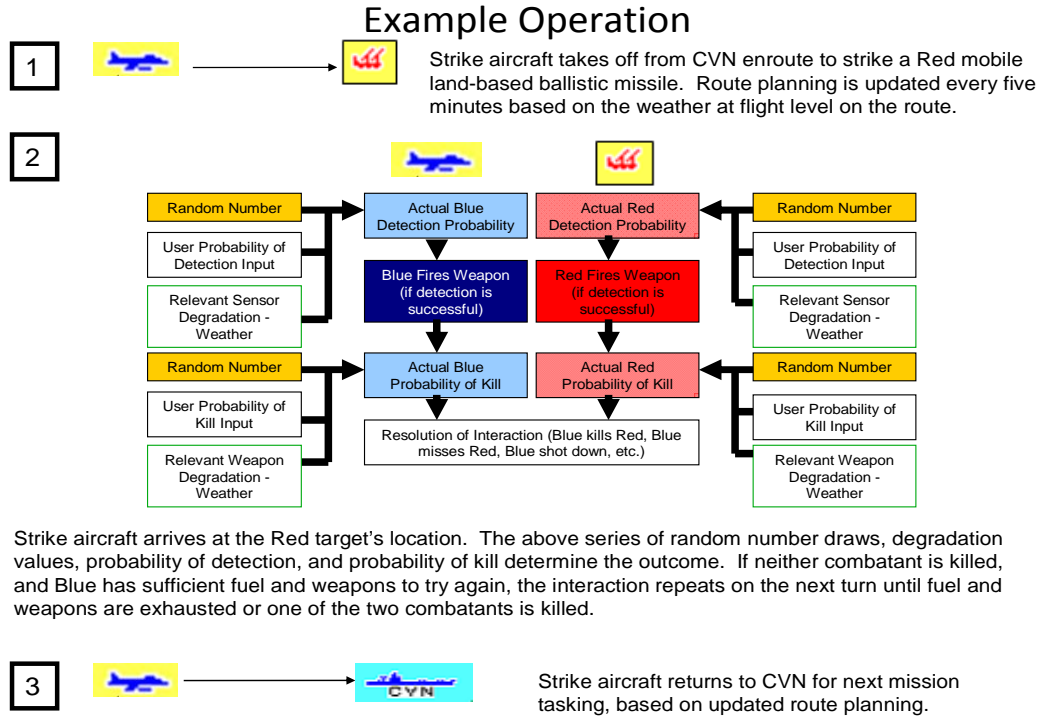 Example Operation
1
Strike aircraft takes off from CVN enroute to strike a Red mobile
land-based ballistic missile.  Route planning is updated every five
minutes based on the weather at flight level on the route.
2
Random Number
User Probability of
Detection Input
Relevant Sensor
Degradation -
Weather
Actual Blue
Detection Probability
Actual Red
Detection Probability
Random Number
User Probability of
Detection Input
Relevant Sensor
Degradation -
Weather
Blue Fires Weapon
(if detection is
successful)
Red Fires Weapon
(if detection is
successful)
Random Number
User Probability of
Kill Input
Relevant Weapon
Degradation -
Weather
Actual Blue
Probability of Kill
Actual Red
Probability of Kill
Random Number
User Probability of
Kill Input
Relevant Weapon
Degradation -
Weather
Resolution of Interaction (Blue kills Red, Blue
misses Red, Blue shot down, etc.)
Strike aircraft arrives at the Red target’s location.  The above series of random number draws, degradation
values, probability of detection, and probability of kill determine the outcome.  If neither combatant is killed,
and Blue has sufficient fuel and weapons to try again, the interaction repeats on the next turn until fuel and
weapons are exhausted or one of the two combatants is killed.
3
CVN
Strike aircraft returns to CVN for next mission
tasking, based on updated route planning.